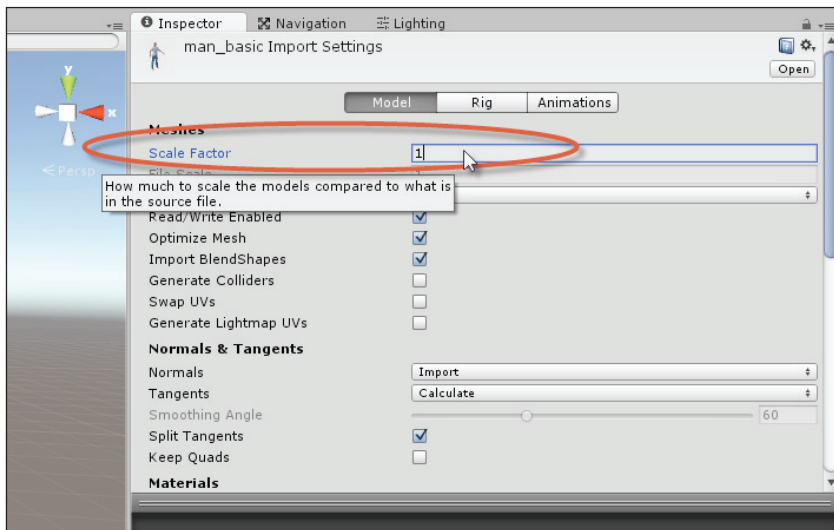 Inspector
Navigation
Lighting
man_basic Import Settings
Open
Model
Rig
Animations
Meshes
y
x
Persp
Scale Factor
1
File Scale
How much to scale the models compared to what is
in the source file.
Read/Write Enabled
Optimize Mesh
Import BlendShapes
Generate Colliders
Swap UVs
Generate Lightmap UVs
Normals & Tangents
Normals
Import
Tangents
Calculate
Smoothing Angle
60
Split Tangents
Keep Quads
Materials